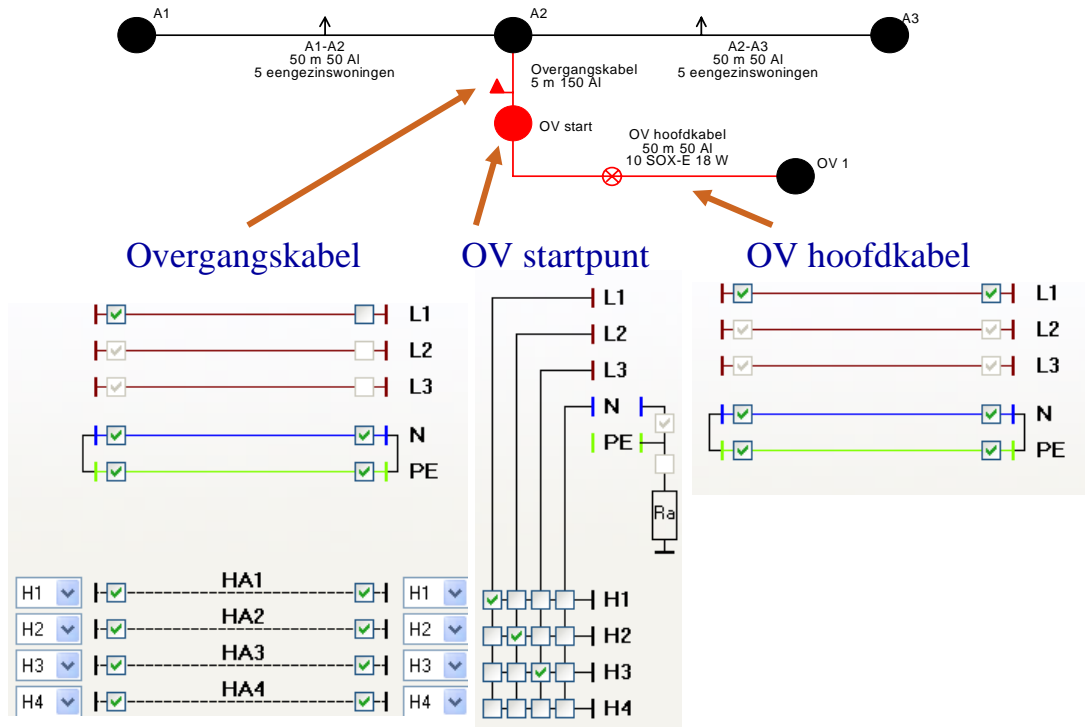 A1
A2
A3
A1-A2
50 m 50 Al
5 eengezinswoningen
A2-A3
50 m 50 Al
5 eengezinswoningen
Overgangskabel
5 m 150 Al
OV start
OV hoofdkabel
50 m 50 Al
10 SOX-E 18 W
OV 1
Overgangskabel
OV startpunt
OV hoofdkabel
L1
L2
L3
N
PE
H1 HA1 H1
H2 HA2 H2
H3 HA3 H3
H4 HA4 H4
L1
L2
L3
N
PE
Ra
H1
H2
H3
H4
L1
L2
L3
N
PE